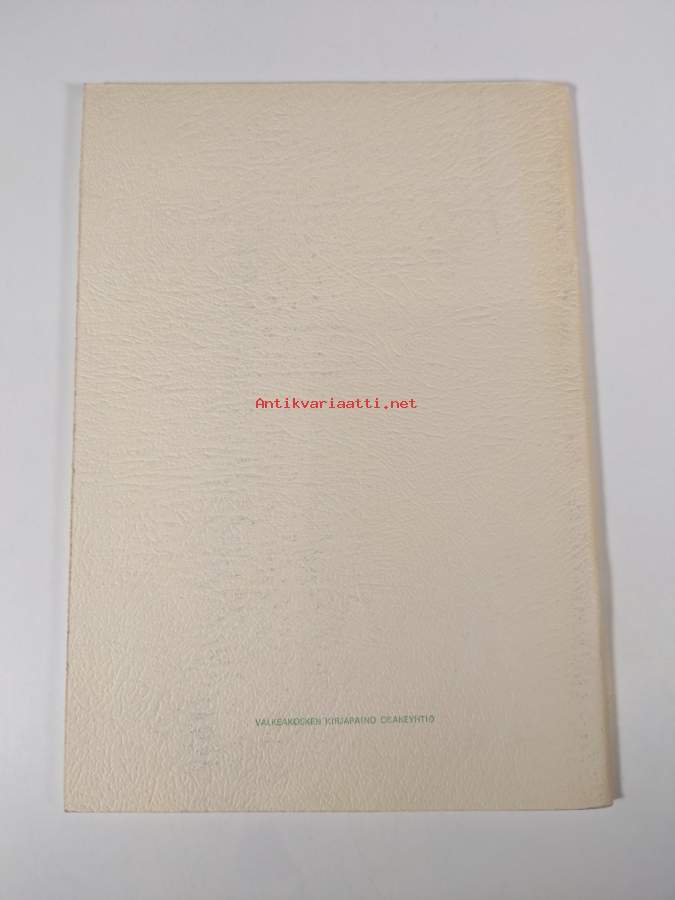 Antikvariaatti.net
VALKEAKOSKEN KIRJAPAINO OSAKEYHTIÖ